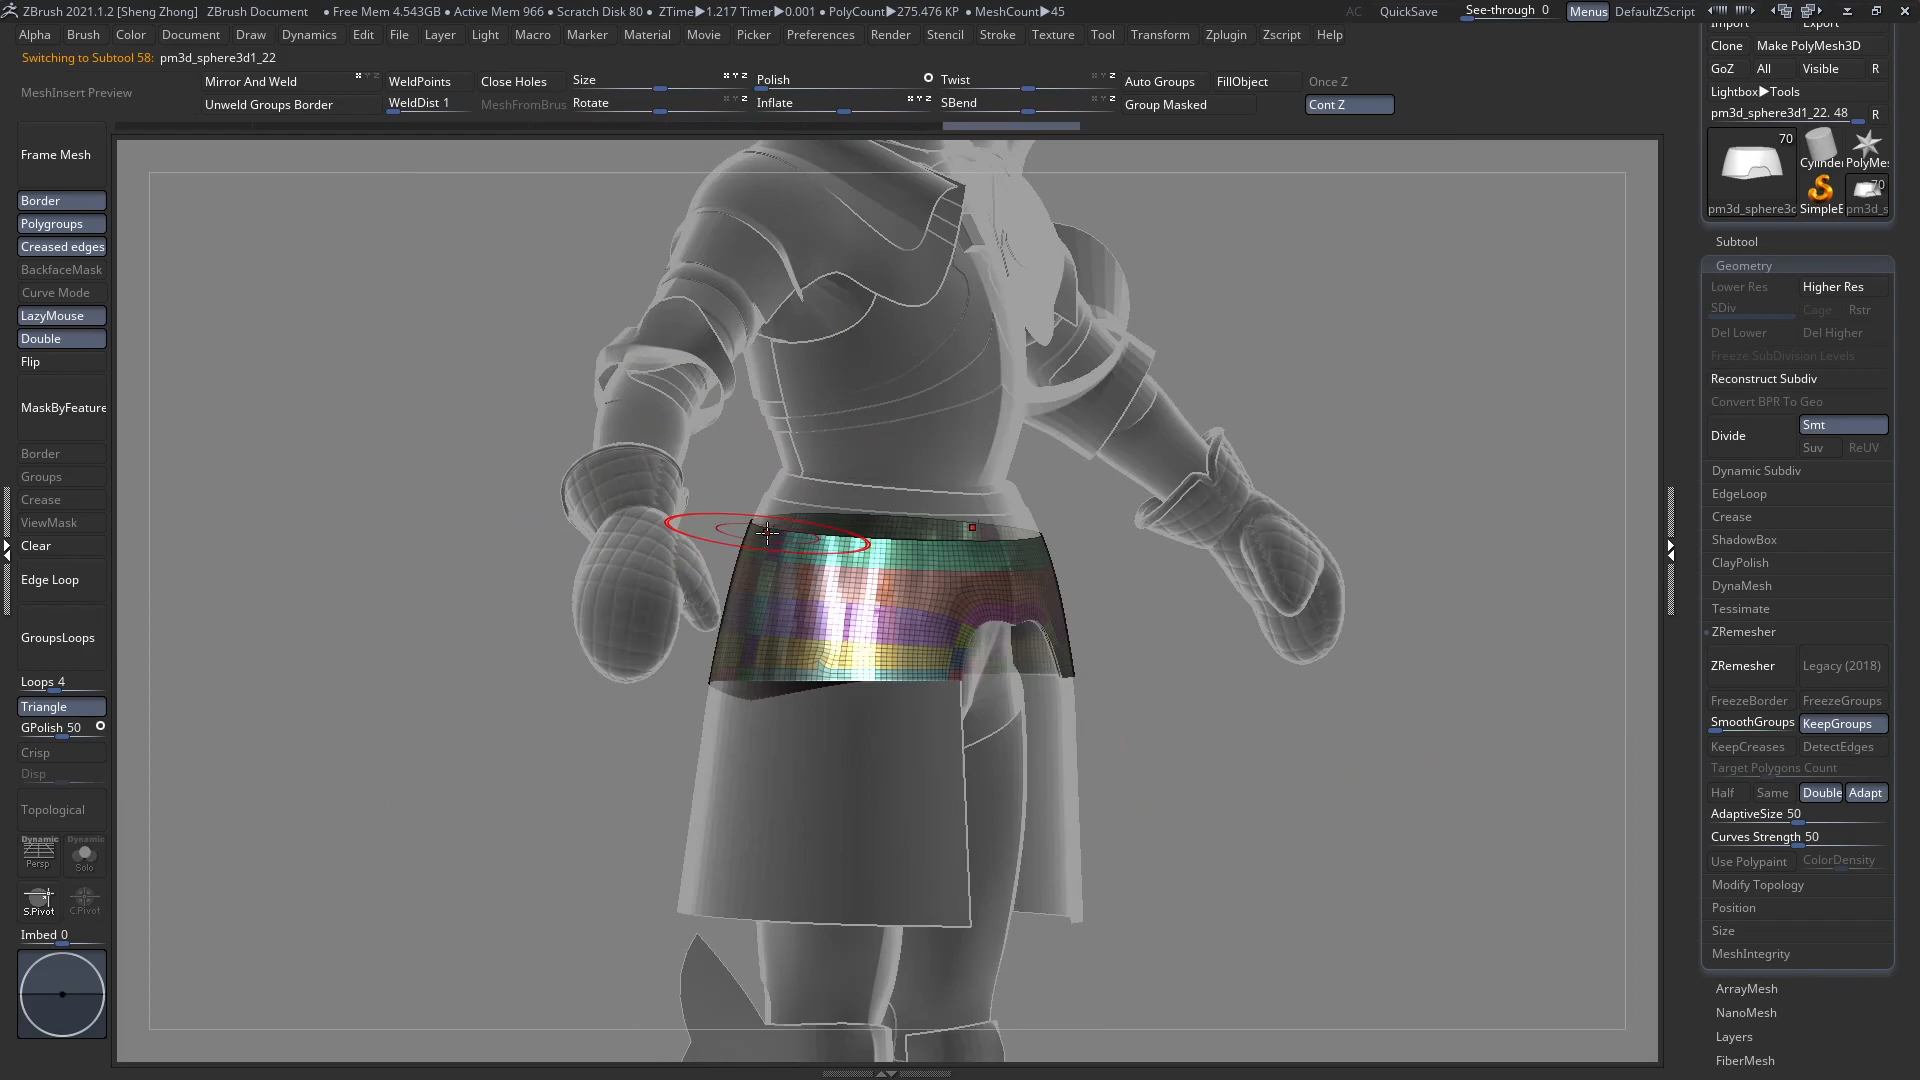 ZBrush 2021.1.2 [Sheng Zhong] ZBrush Document • Free Mem 4.543GB • Active Mem 966 • Scratch Disk 80 • ZTime▶1.217 Timer▶0.001 • PolyCount▶275.476 KP • MeshCount▶45 AC QuickSave See-through 0 Menus DefaultZScript
Alpha Brush Color Document Draw Dynamics Edit File Layer Light Macro Marker Material Movie Picker Preferences Render Stencil Stroke Texture Tool Transform Zplugin Zscript Help
Switching to Subtool 58: pm3d_sphere3d1_22
MeshInsert Preview
Mirror And Weld WeldPoints Close Holes Size Polish Twist Auto Groups FillObject Once Z
Unweld Groups Border WeldDist 1 MeshFromBrus Rotate Inflate SBend Group Masked Cont Z
Frame Mesh
Border
Polygroups
Creased edges
BackfaceMask
Curve Mode
LazyMouse
Double
Flip
MaskByFeature
Border
Groups
Crease
ViewMask
Clear
Edge Loop
GroupsLoops
Loops 4
Triangle
GPolish 50
Crisp
Disp
Topological
Dynamic Dynamic
Persp Solo
S.Pivot C.Pivot
Imbed 0
Import Export
Clone Make PolyMesh3D
GoZ All Visible R
Lightbox▶Tools
pm3d_sphere3d1_22. 48 R
70
Cylinde PolyMe
70
pm3d_sphere3d SimpleE pm3d_s
Subtool
Geometry
Lower Res Higher Res
SDiv Cage Rstr
Del Lower Del Higher
Freeze SubDivision Levels
Reconstruct Subdiv
Convert BPR To Geo
Divide Smt
Suv ReUV
Dynamic Subdiv
EdgeLoop
Crease
ShadowBox
ClayPolish
DynaMesh
Tessimate
ZRemesher
ZRemesher Legacy (2018)
FreezeBorder FreezeGroups
SmoothGroups KeepGroups
KeepCreases DetectEdges
Target Polygons Count
Half Same Double Adapt
AdaptiveSize 50
Curves Strength 50
Use Polypaint ColorDensity
Modify Topology
Position
Size
MeshIntegrity
ArrayMesh
NanoMesh
Layers
FiberMesh